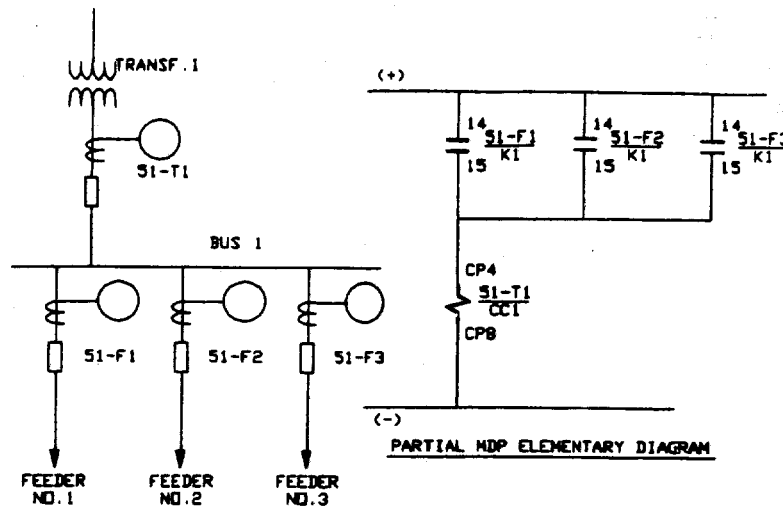 TRANSF.1
51-T1
BUS 1
51-F1
51-F2
51-F3
FEEDER
NO.1
FEEDER
NO.2
FEEDER
NO.3
(+)
14
51-F1
K1
15
14
51-F2
K1
15
14
51-F3
K1
15
CP4
51-T1
CC1
CP8
(-)
PARTIAL MDP ELEMENTARY DIAGRAM